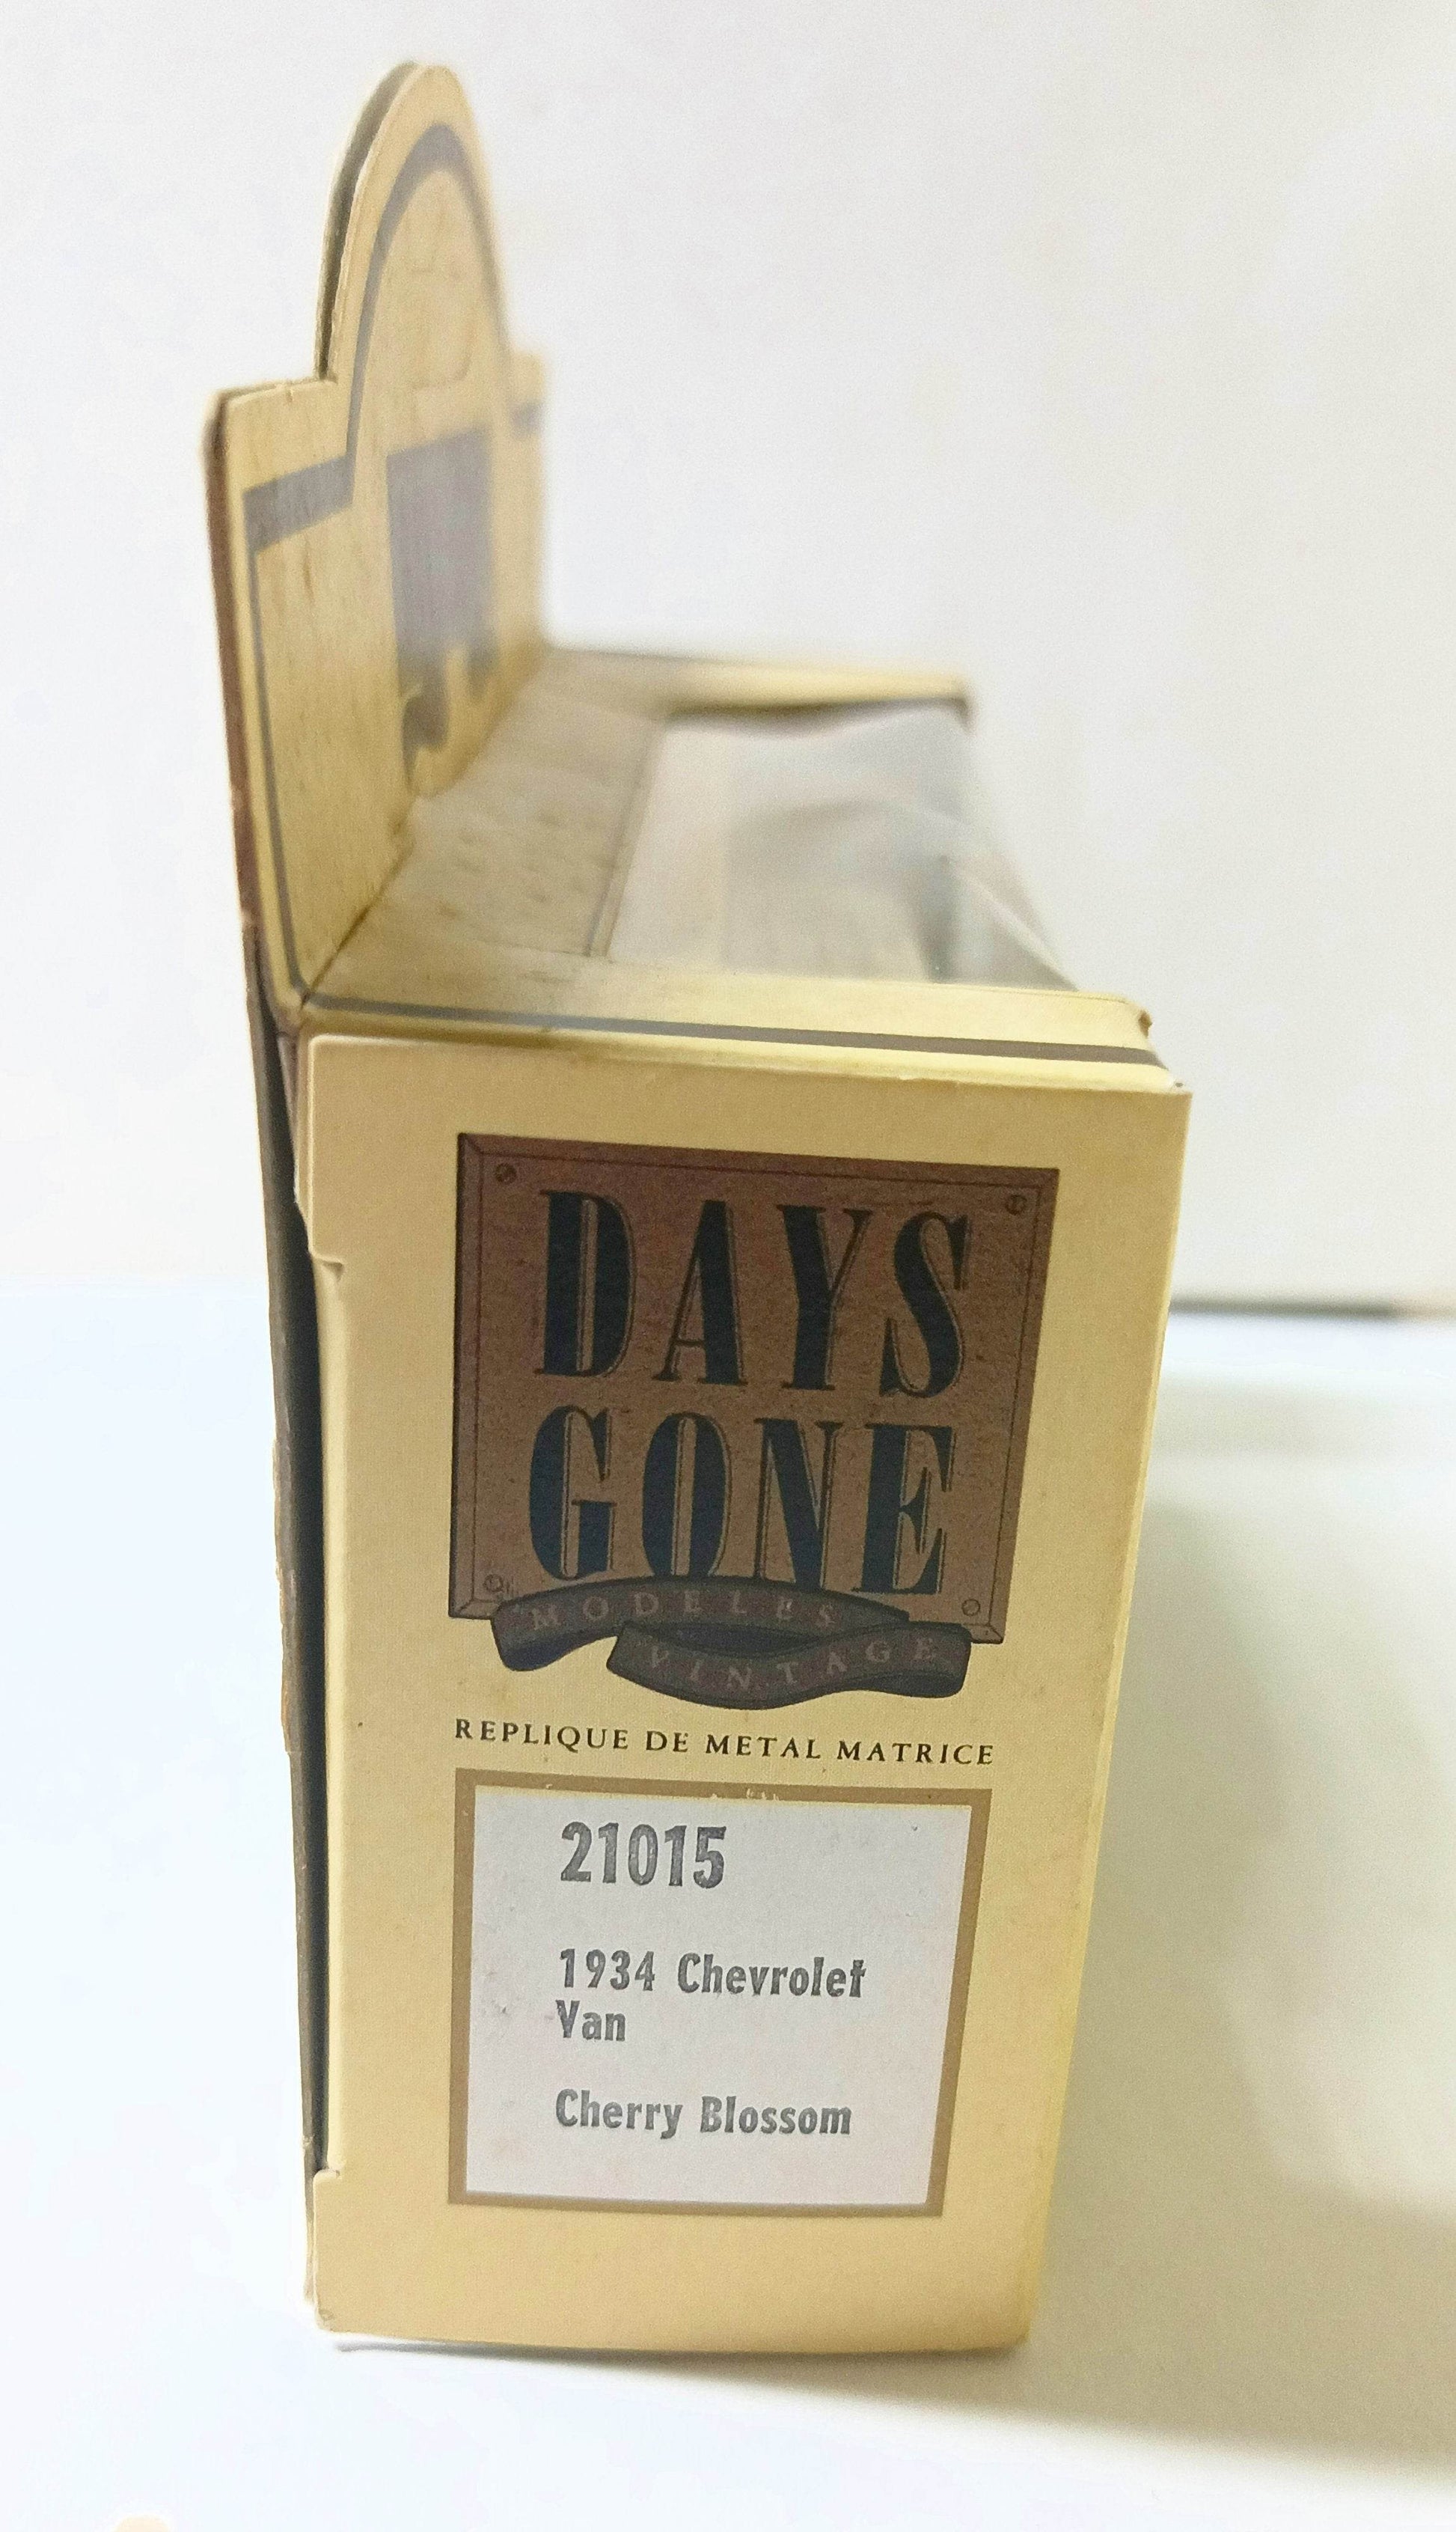 DAYS
GONE
MODELES
VINTAGE
REPLIQUE DE METAL MATRICE
21015
1934 Chevrolet
Van
Cherry Blossom